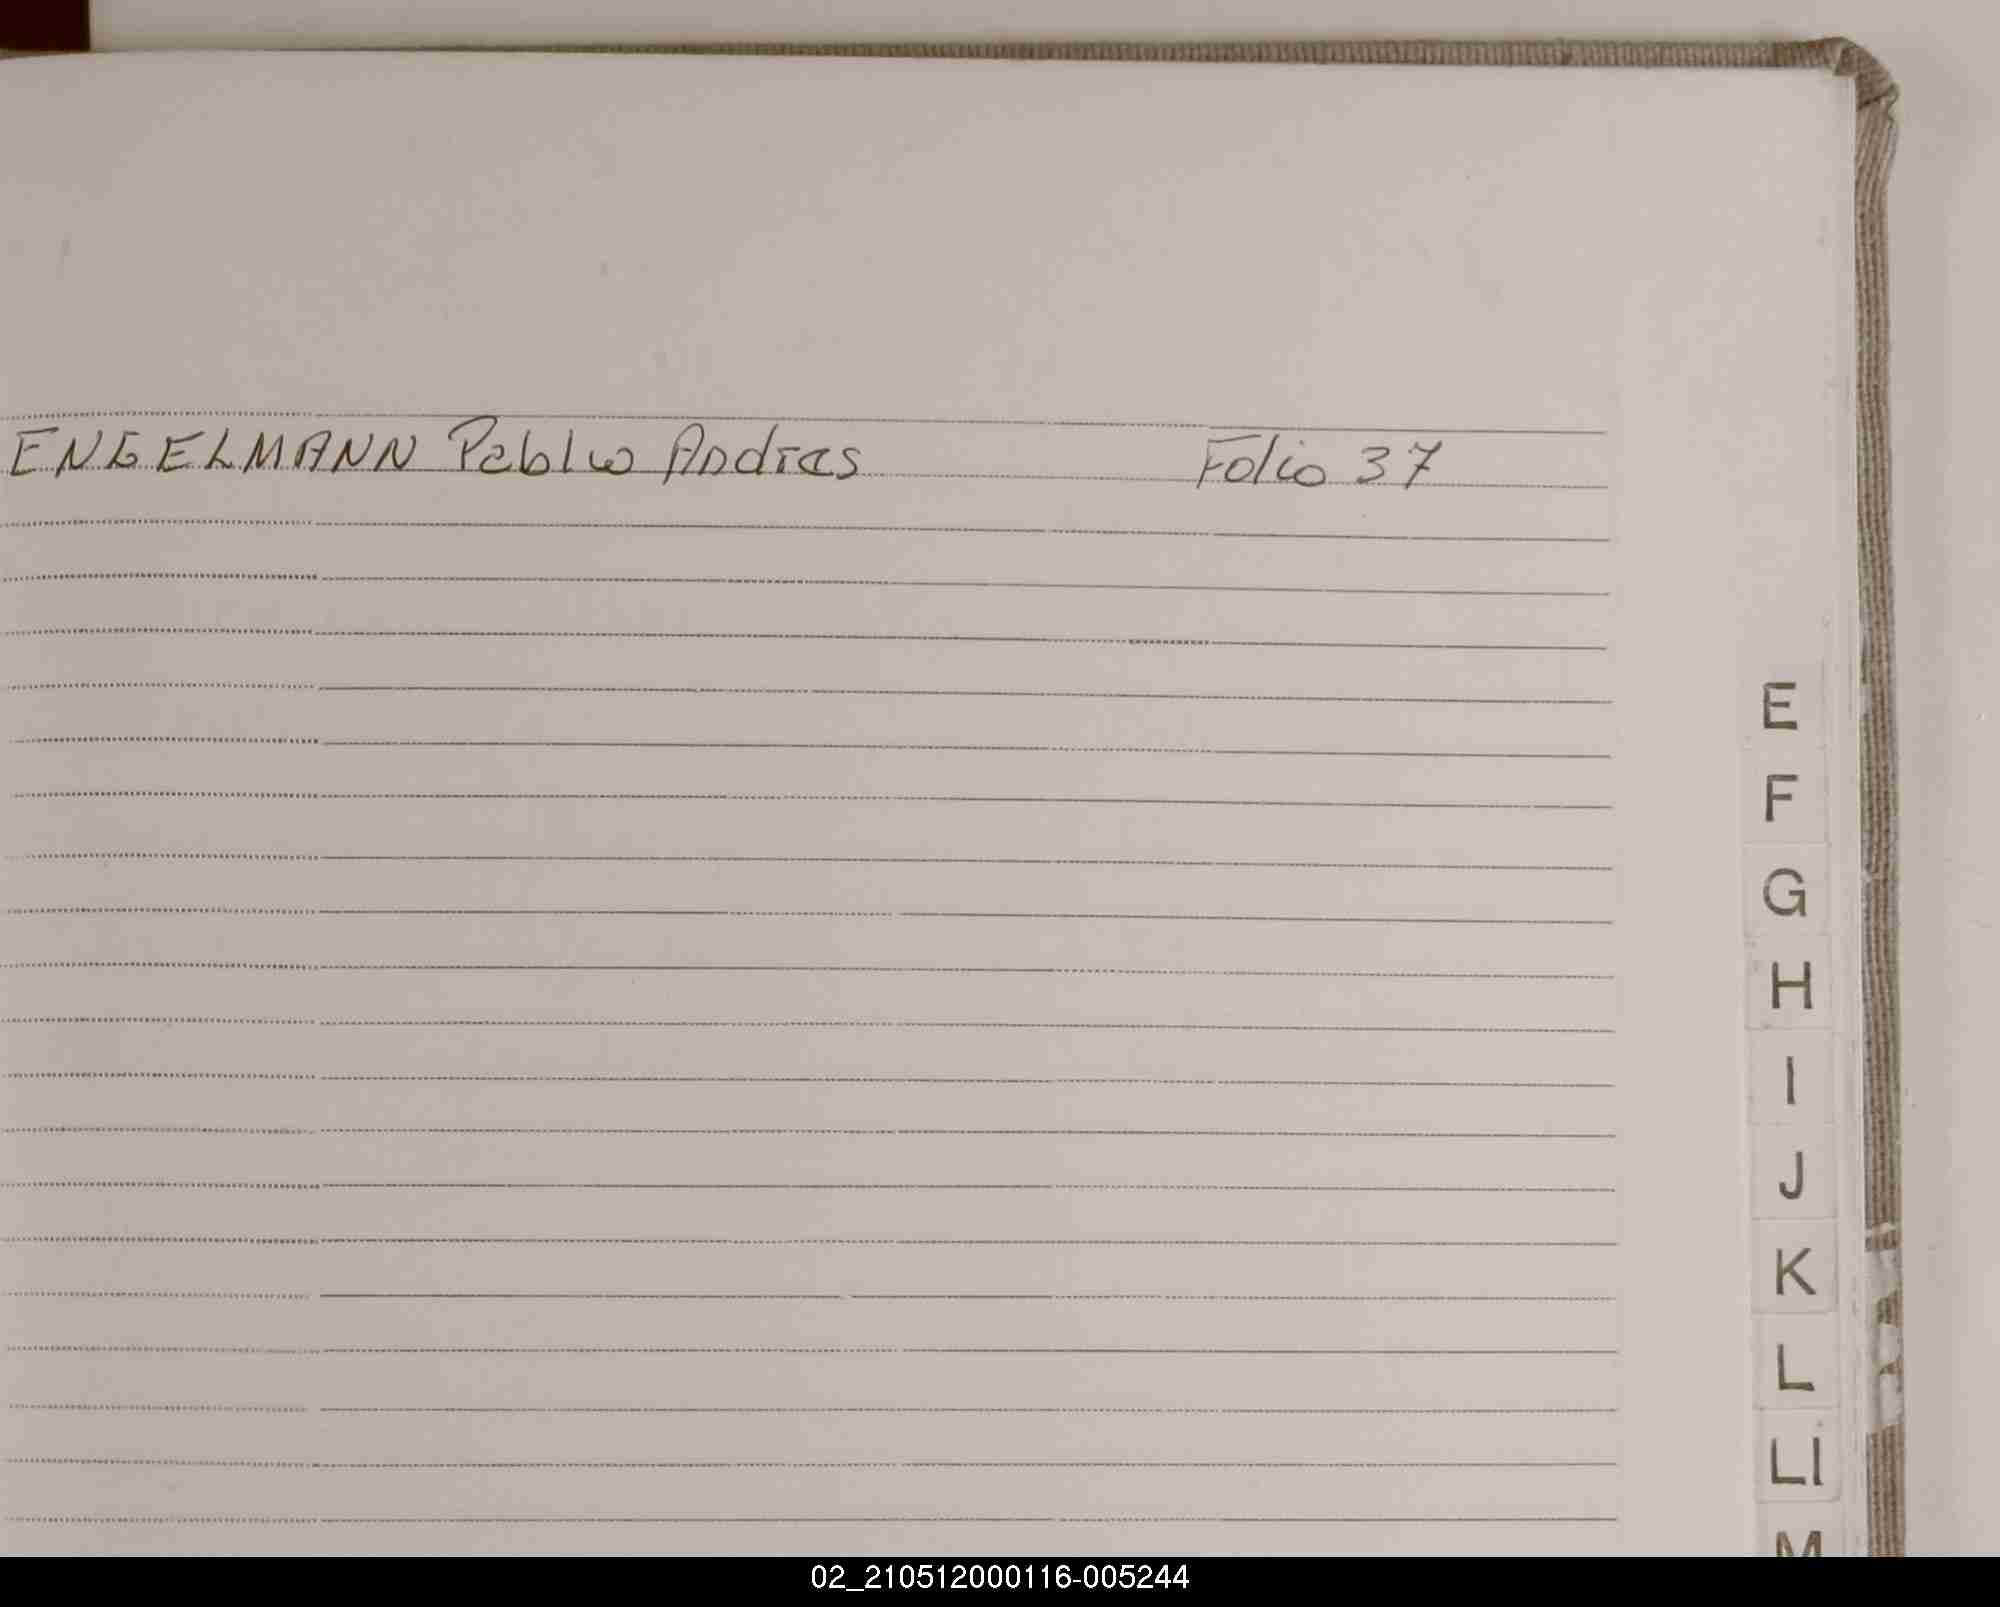 ENGELMANN Pablo Andres Folio 37
E
F
G
H
I
J
K
L
Ll
M
02_210512000116-005244